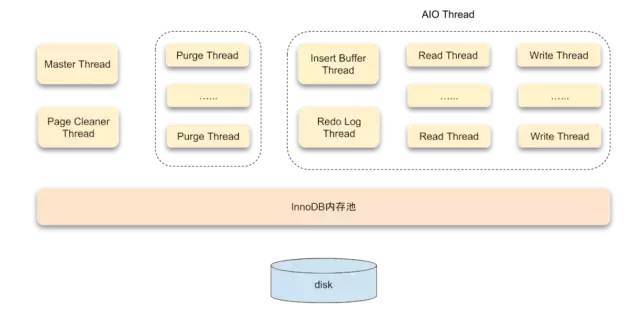 AIO Thread
Master Thread
Purge Thread
Insert Buffer
Thread
Read Thread
Write Thread
Page Cleaner
Thread
……
Redo Log
Thread
……
……
Purge Thread
Read Thread
Write Thread
InnoDB内存池
disk